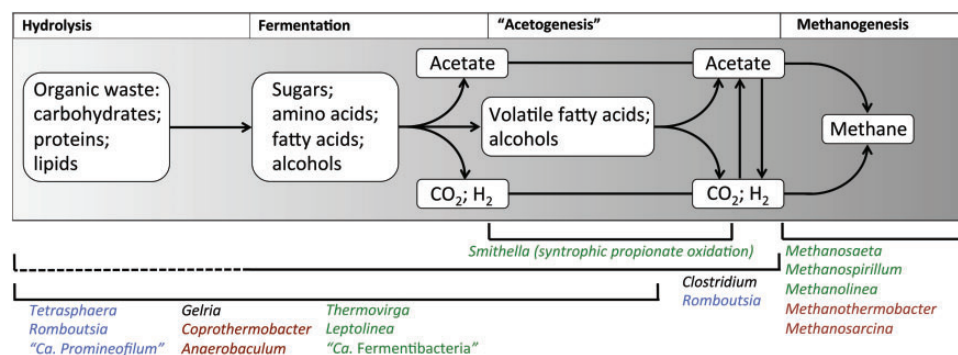 Hydrolysis
Fermentation
“Acetogenesis”
Methanogenesis
Organic waste:
carbohydrates;
proteins;
lipids
Sugars;
amino acids;
fatty acids;
alcohols
Acetate
Volatile fatty acids;
alcohols
CO₂; H₂
Acetate
CO₂; H₂
Methane
Smithella (syntrophic propionate oxidation)
Clostridium
Romboutsia
Methanosaeta
Methanospirillum
Methanolinea
Methanothermobacter
Methanosarcina
Tetrasphaera
Romboutsia
“Ca. Promineofilum”
Gelria
Coprothermobacter
Anaerobaculum
Thermovirga
Leptolinea
“Ca. Fermentibacteria”